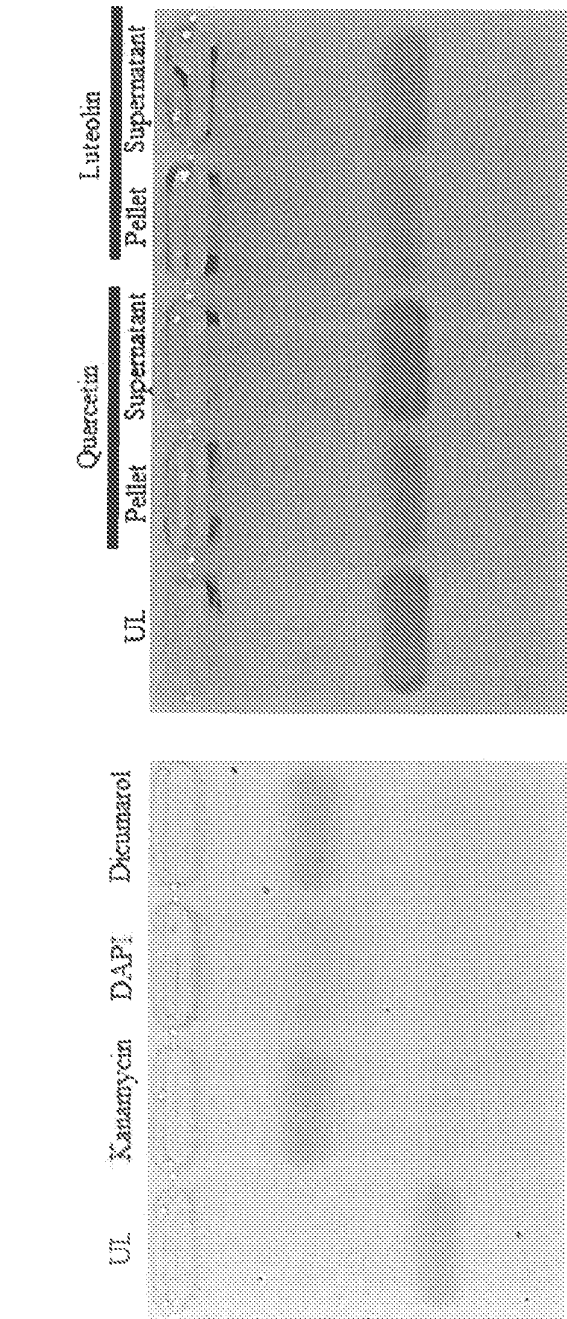 Quercetin
Luteolin
UL
Pellet
Supernatant
Pellet
Supernatant
UL
Kanamycin
DAPI
Dicumarol